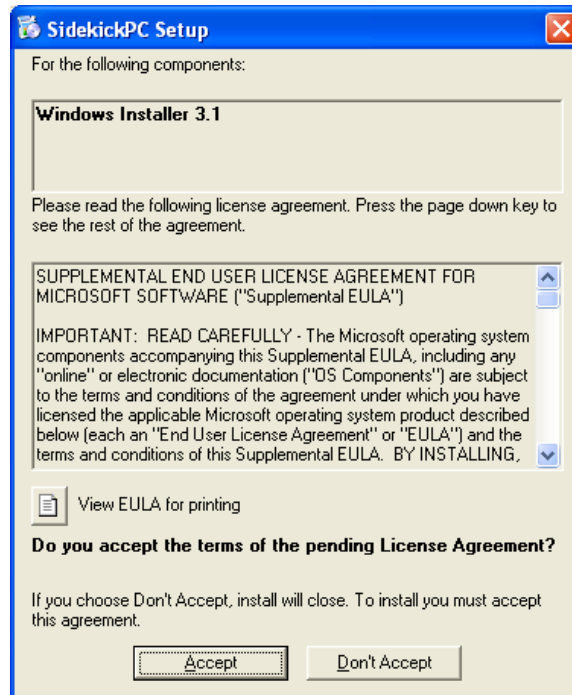 SidekickPC Setup
For the following components:
Windows Installer 3.1
Please read the following license agreement. Press the page down key to
see the rest of the agreement.
SUPPLEMENTAL END USER LICENSE AGREEMENT FOR
MICROSOFT SOFTWARE ("Supplemental EULA")
IMPORTANT:  READ CAREFULLY - The Microsoft operating system
components accompanying this Supplemental EULA, including any
"online" or electronic documentation ("OS Components") are subject
to the terms and conditions of the agreement under which you have
licensed the applicable Microsoft operating system product described
below (each an "End User License Agreement" or "EULA") and the
terms and conditions of this Supplemental EULA.  BY INSTALLING,
View EULA for printing
Do you accept the terms of the pending License Agreement?
If you choose Don't Accept, install will close. To install you must accept
this agreement.
Accept
Don't Accept